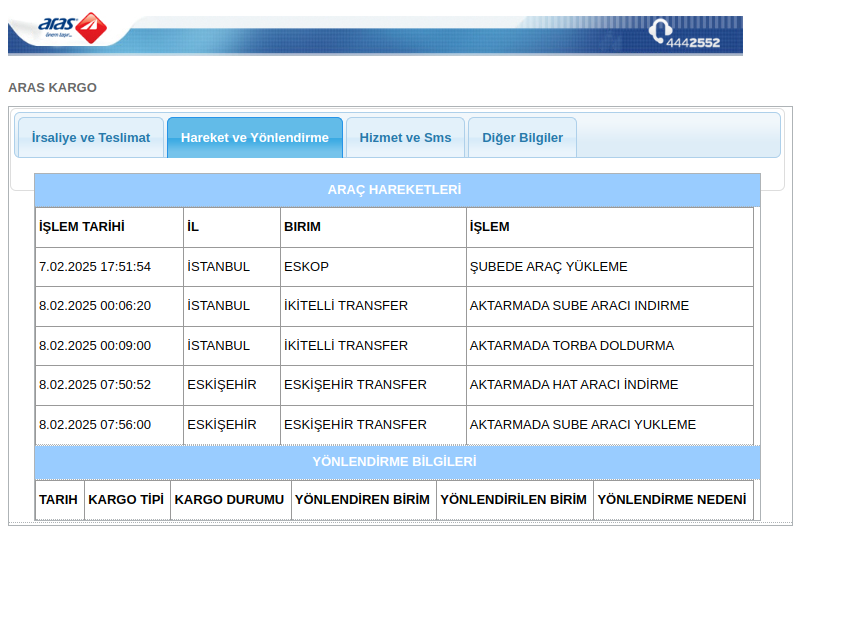 aras
4442552
ARAS KARGO
İrsaliye ve Teslimat Hareket ve Yönlendirme Hizmet ve Sms Diğer Bilgiler
ARAÇ HAREKETLERİ
İŞLEM TARİHİ İL BIRIM İŞLEM
7.02.2025 17:51:54 İSTANBUL ESKOP ŞUBEDE ARAÇ YÜKLEME
8.02.2025 00:06:20 İSTANBUL İKİTELLİ TRANSFER AKTARMADA SUBE ARACI INDIRME
8.02.2025 00:09:00 İSTANBUL İKİTELLİ TRANSFER AKTARMADA TORBA DOLDURMA
8.02.2025 07:50:52 ESKİŞEHİR ESKİŞEHİR TRANSFER AKTARMADA HAT ARACI İNDİRME
8.02.2025 07:56:00 ESKİŞEHİR ESKİŞEHİR TRANSFER AKTARMADA SUBE ARACI YUKLEME
YÖNLENDİRME BİLGİLERİ
TARIH KARGO TİPİ KARGO DURUMU YÖNLENDİREN BİRİM YÖNLENDİRİLEN BİRİM YÖNLENDİRME NEDENİ